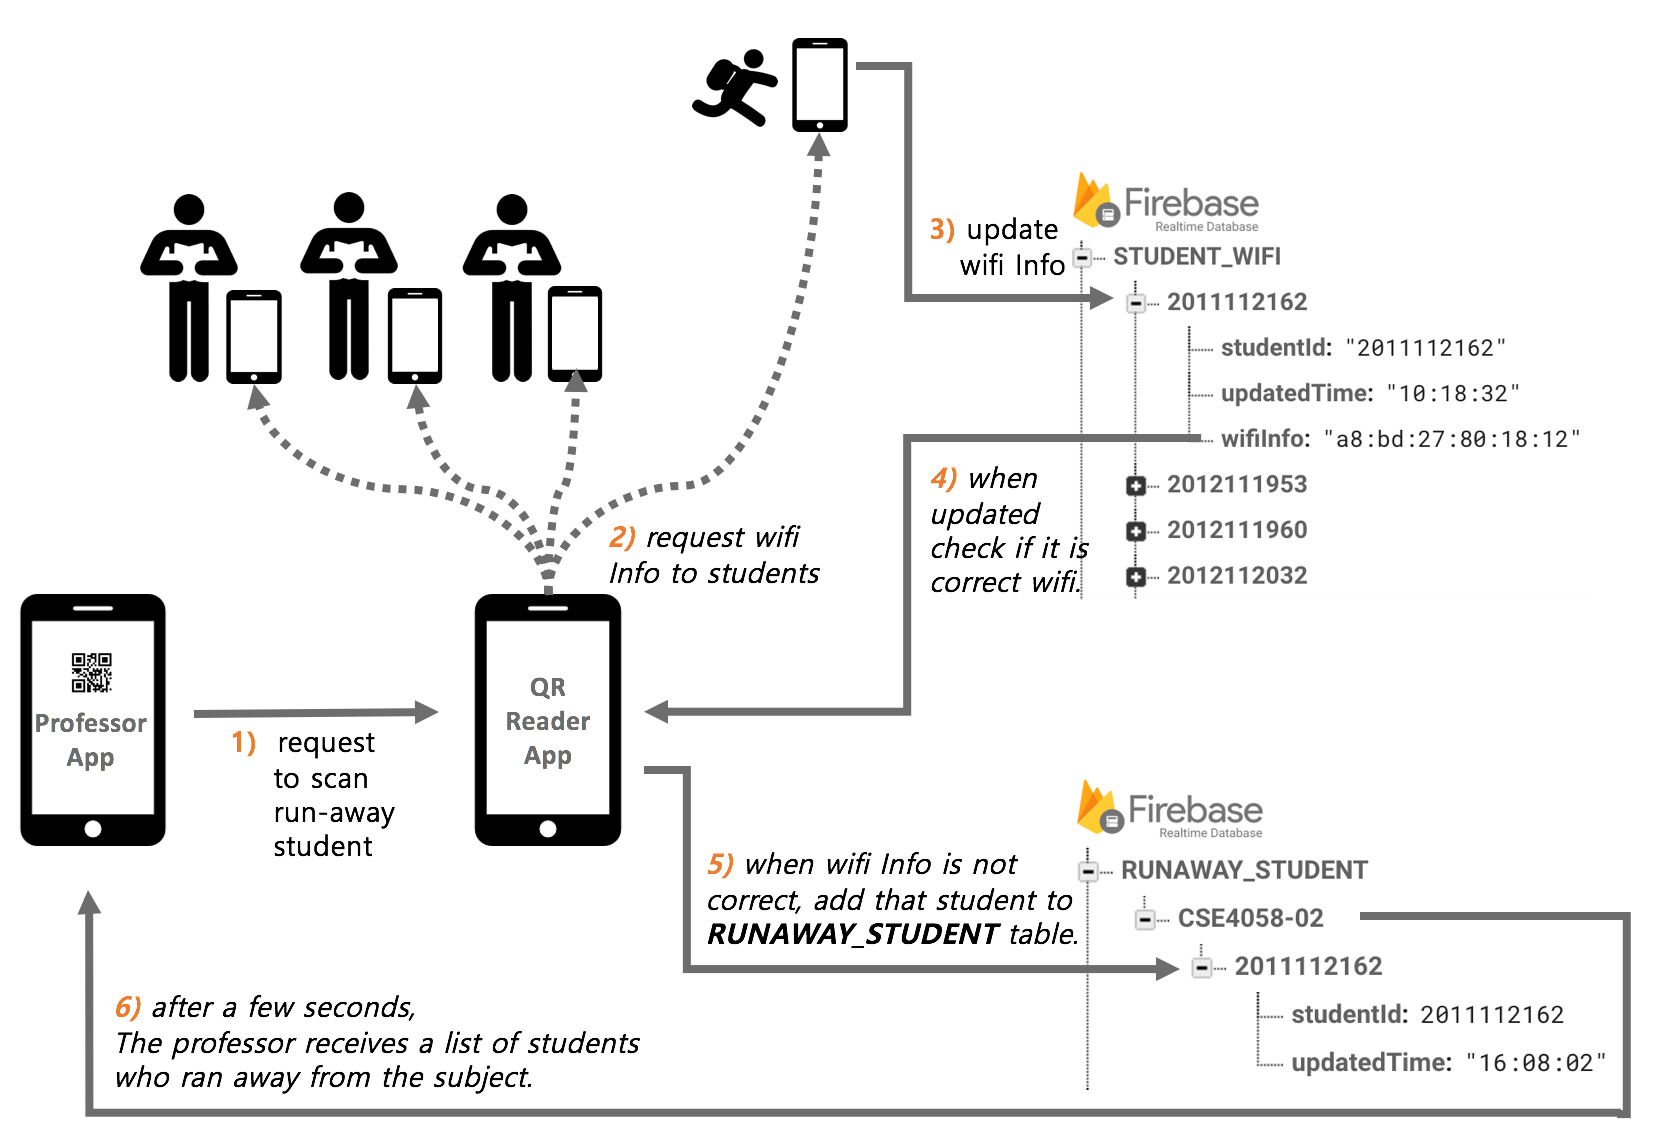 Firebase
Realtime Database
3) update
wifi Info
STUDENT_WIFI
2011112162
studentId: "2011112162"
updatedTime: "10:18:32"
wifiInfo: "a8:bd:27:80:18:12"
2012111953
2012111960
2012112032
4) when
updated
check if it is
correct wifi.
2) request wifi
Info to students
Professor
App
QR
Reader
App
1) request
to scan
run-away
student
Firebase
Realtime Database
RUNAWAY_STUDENT
CSE4058-02
2011112162
studentId: 2011112162
updatedTime: "16:08:02"
5) when wifi Info is not
correct, add that student to
RUNAWAY_STUDENT table.
6) after a few seconds,
The professor receives a list of students
who ran away from the subject.